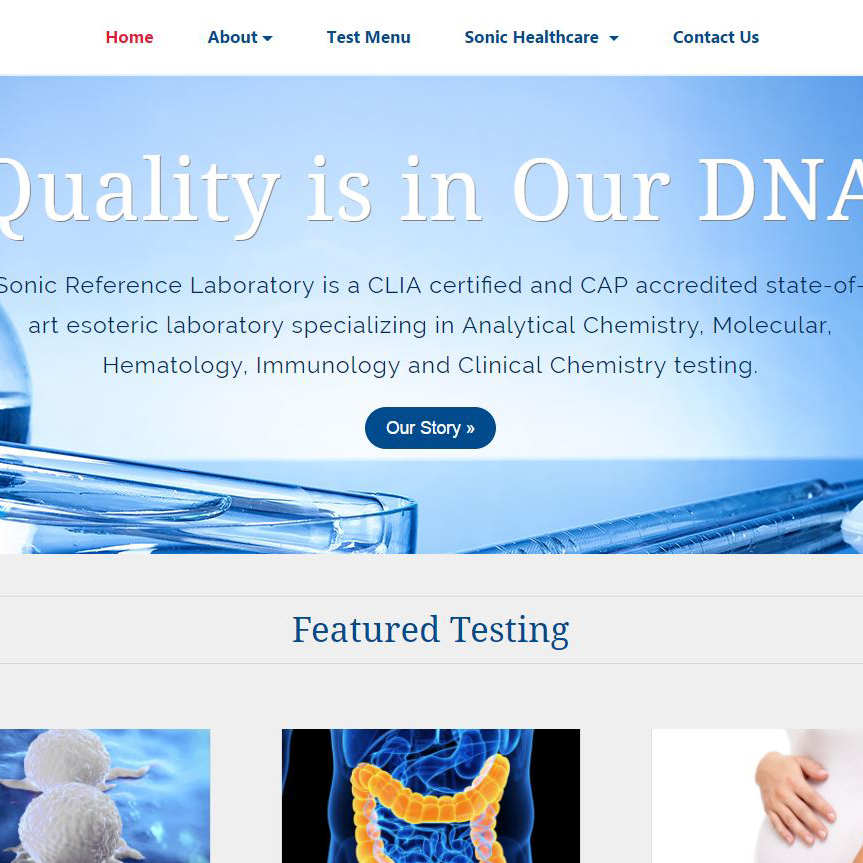 Home About Test Menu Sonic Healthcare Contact Us
Quality is in Our DNA
Sonic Reference Laboratory is a CLIA certified and CAP accredited state-of-
art esoteric laboratory specializing in Analytical Chemistry, Molecular,
Hematology, Immunology and Clinical Chemistry testing.
Our Story »
Featured Testing